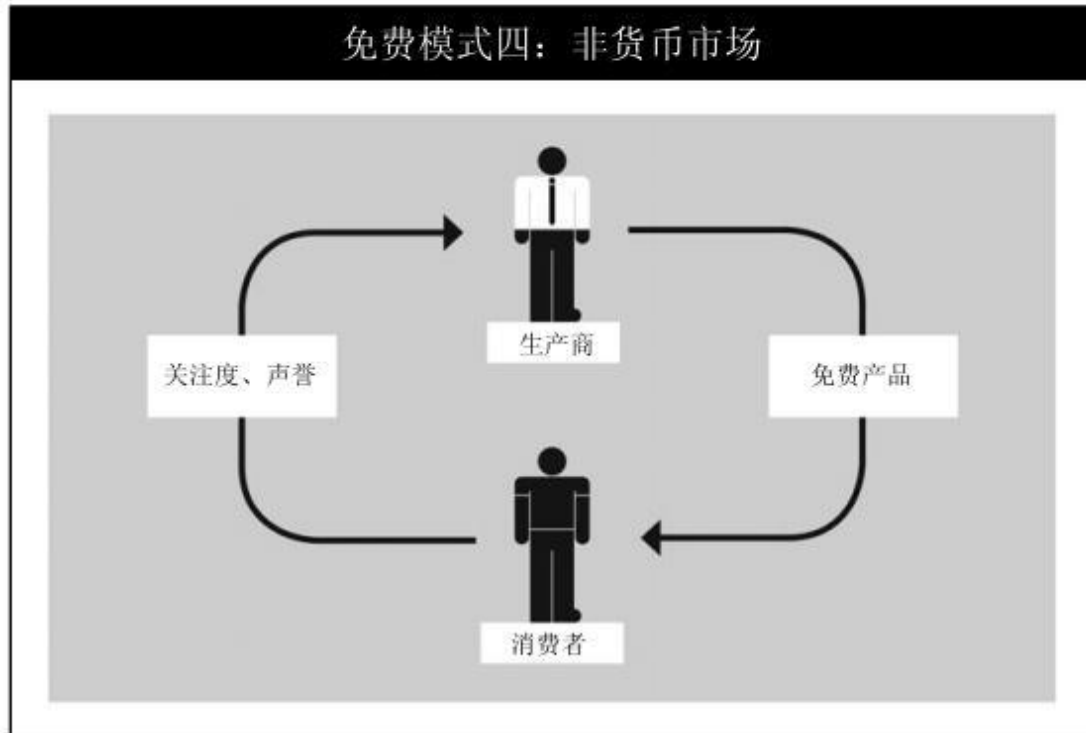 免费模式四：非货币市场
生产商
关注度、声誉
免费产品
消费者